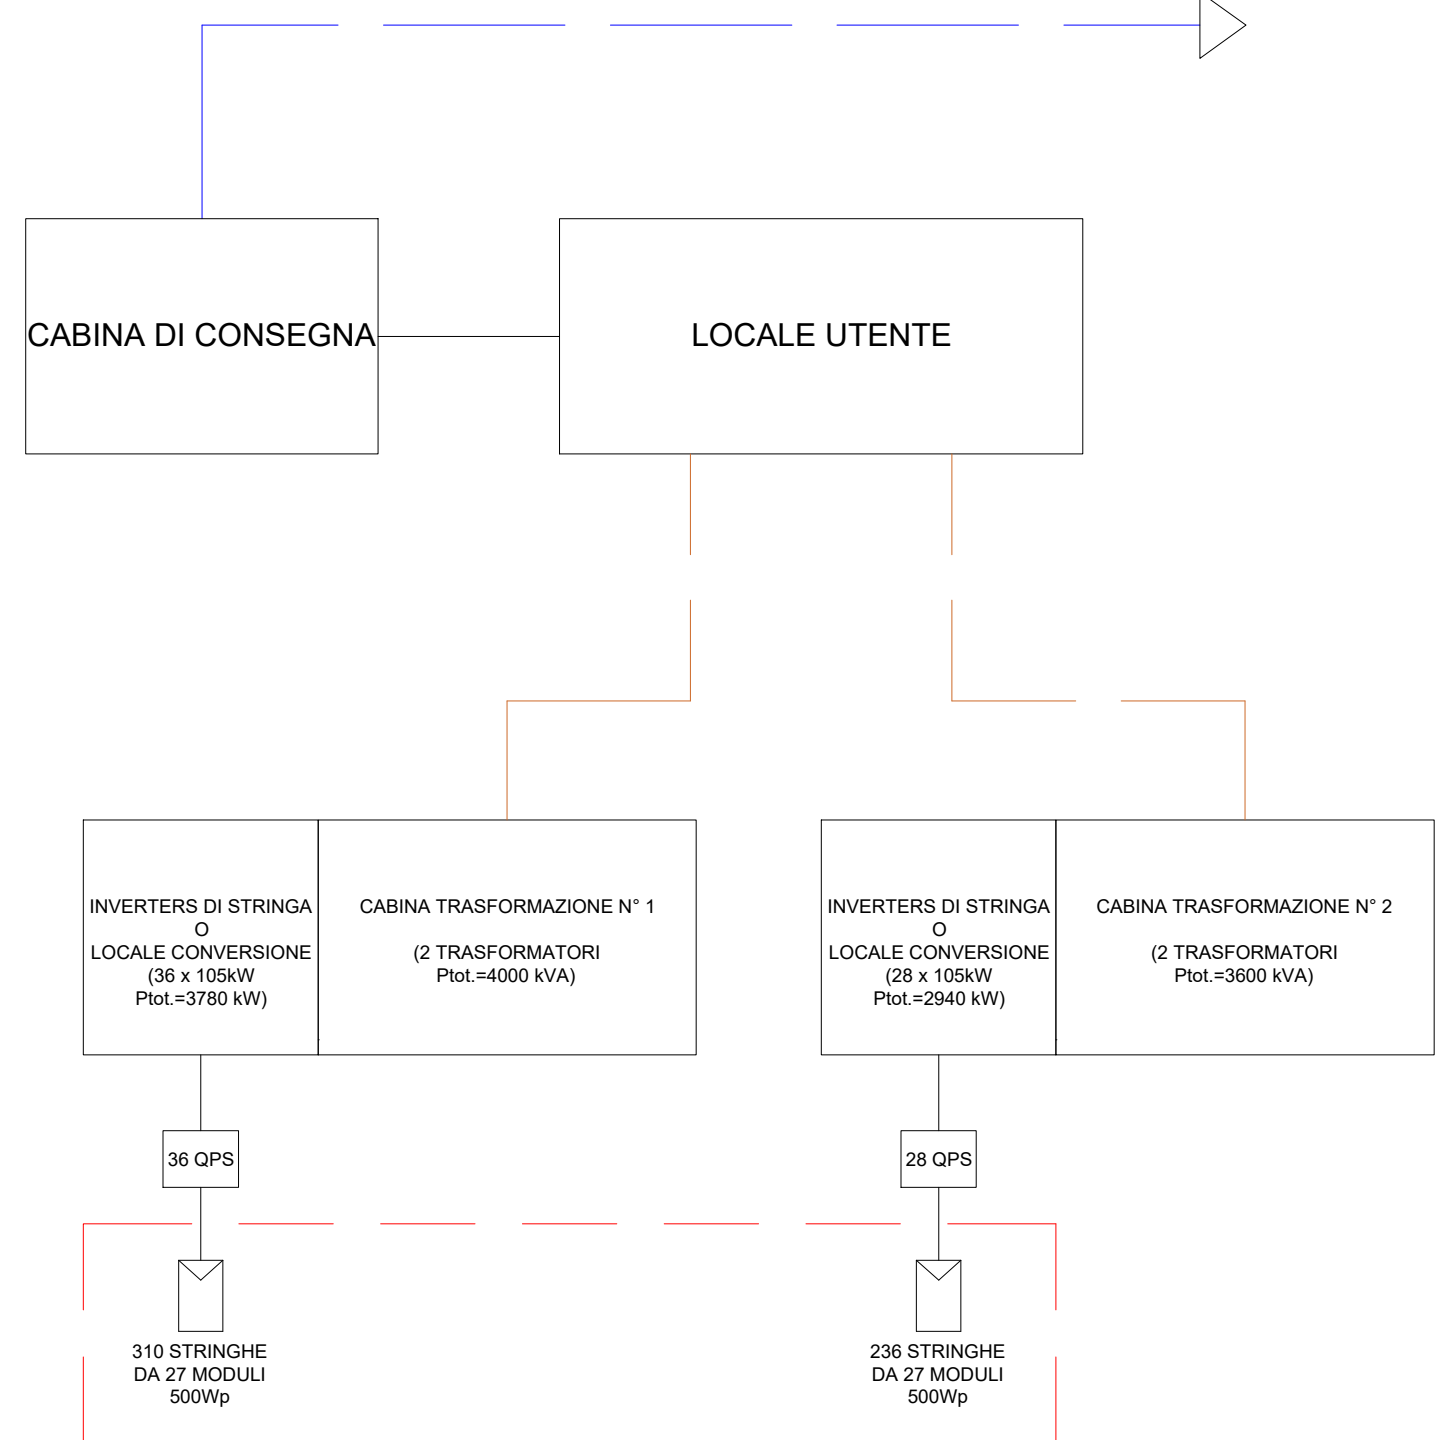 CABINA DI CONSEGNA
LOCALE UTENTE
INVERTERS DI STRINGA
O
LOCALE CONVERSIONE
(36 x 105kW
Ptot.=3780 kW)
CABINA TRASFORMAZIONE N° 1
(2 TRASFORMATORI
Ptot.=4000 kVA)
INVERTERS DI STRINGA
O
LOCALE CONVERSIONE
(28 x 105kW
Ptot.=2940 kW)
CABINA TRASFORMAZIONE N° 2
(2 TRASFORMATORI
Ptot.=3600 kVA)
36 QPS
28 QPS
310 STRINGHE
DA 27 MODULI
500Wp
236 STRINGHE
DA 27 MODULI
500Wp